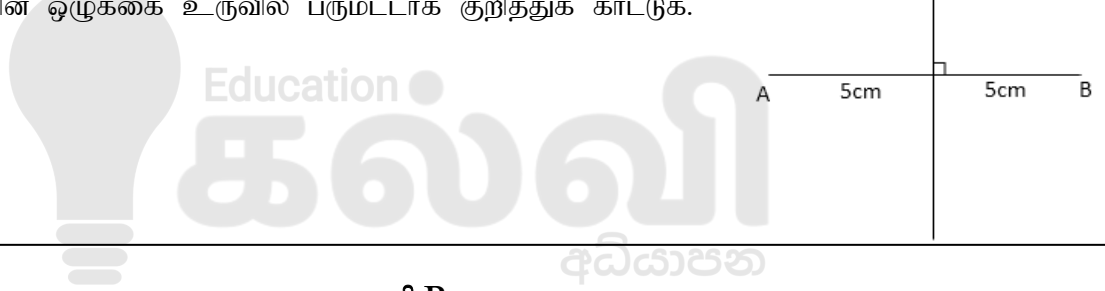 ஒழுக்கை உருவில் பருமட்டாக குறித்துக் காட்டுக.
Education
கல்வி
A 5cm 5cm B
අධ්‍යාපන